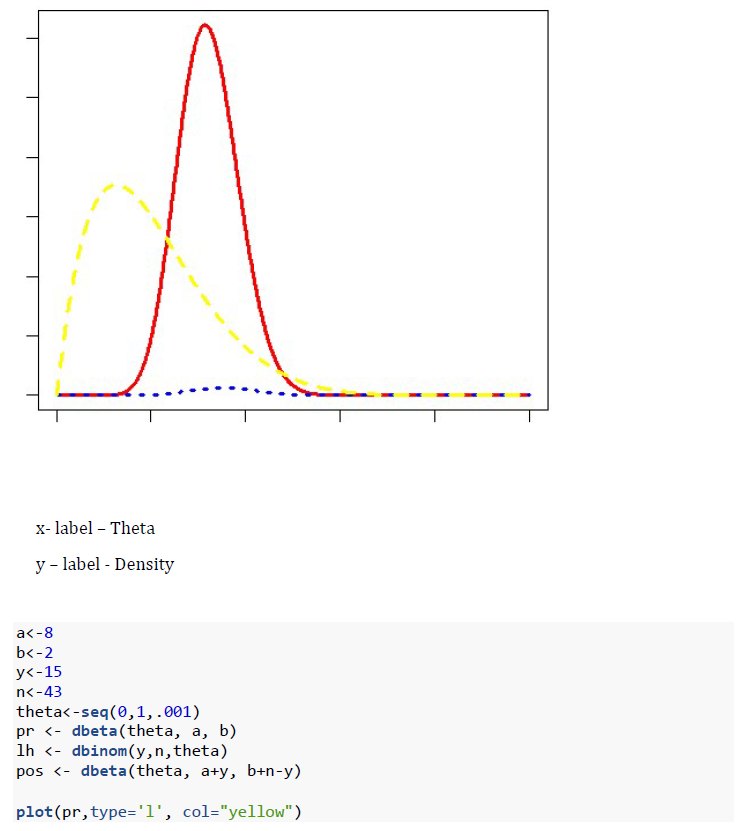 x- label – Theta
y – label - Density
a<-8
b<-2
y<-15
n<-43
theta<-seq(0,1,.001)
pr <- dbeta(theta, a, b)
lh <- dbinom(y,n,theta)
pos <- dbeta(theta, a+y, b+n-y)
plot(pr,type='l', col="yellow")